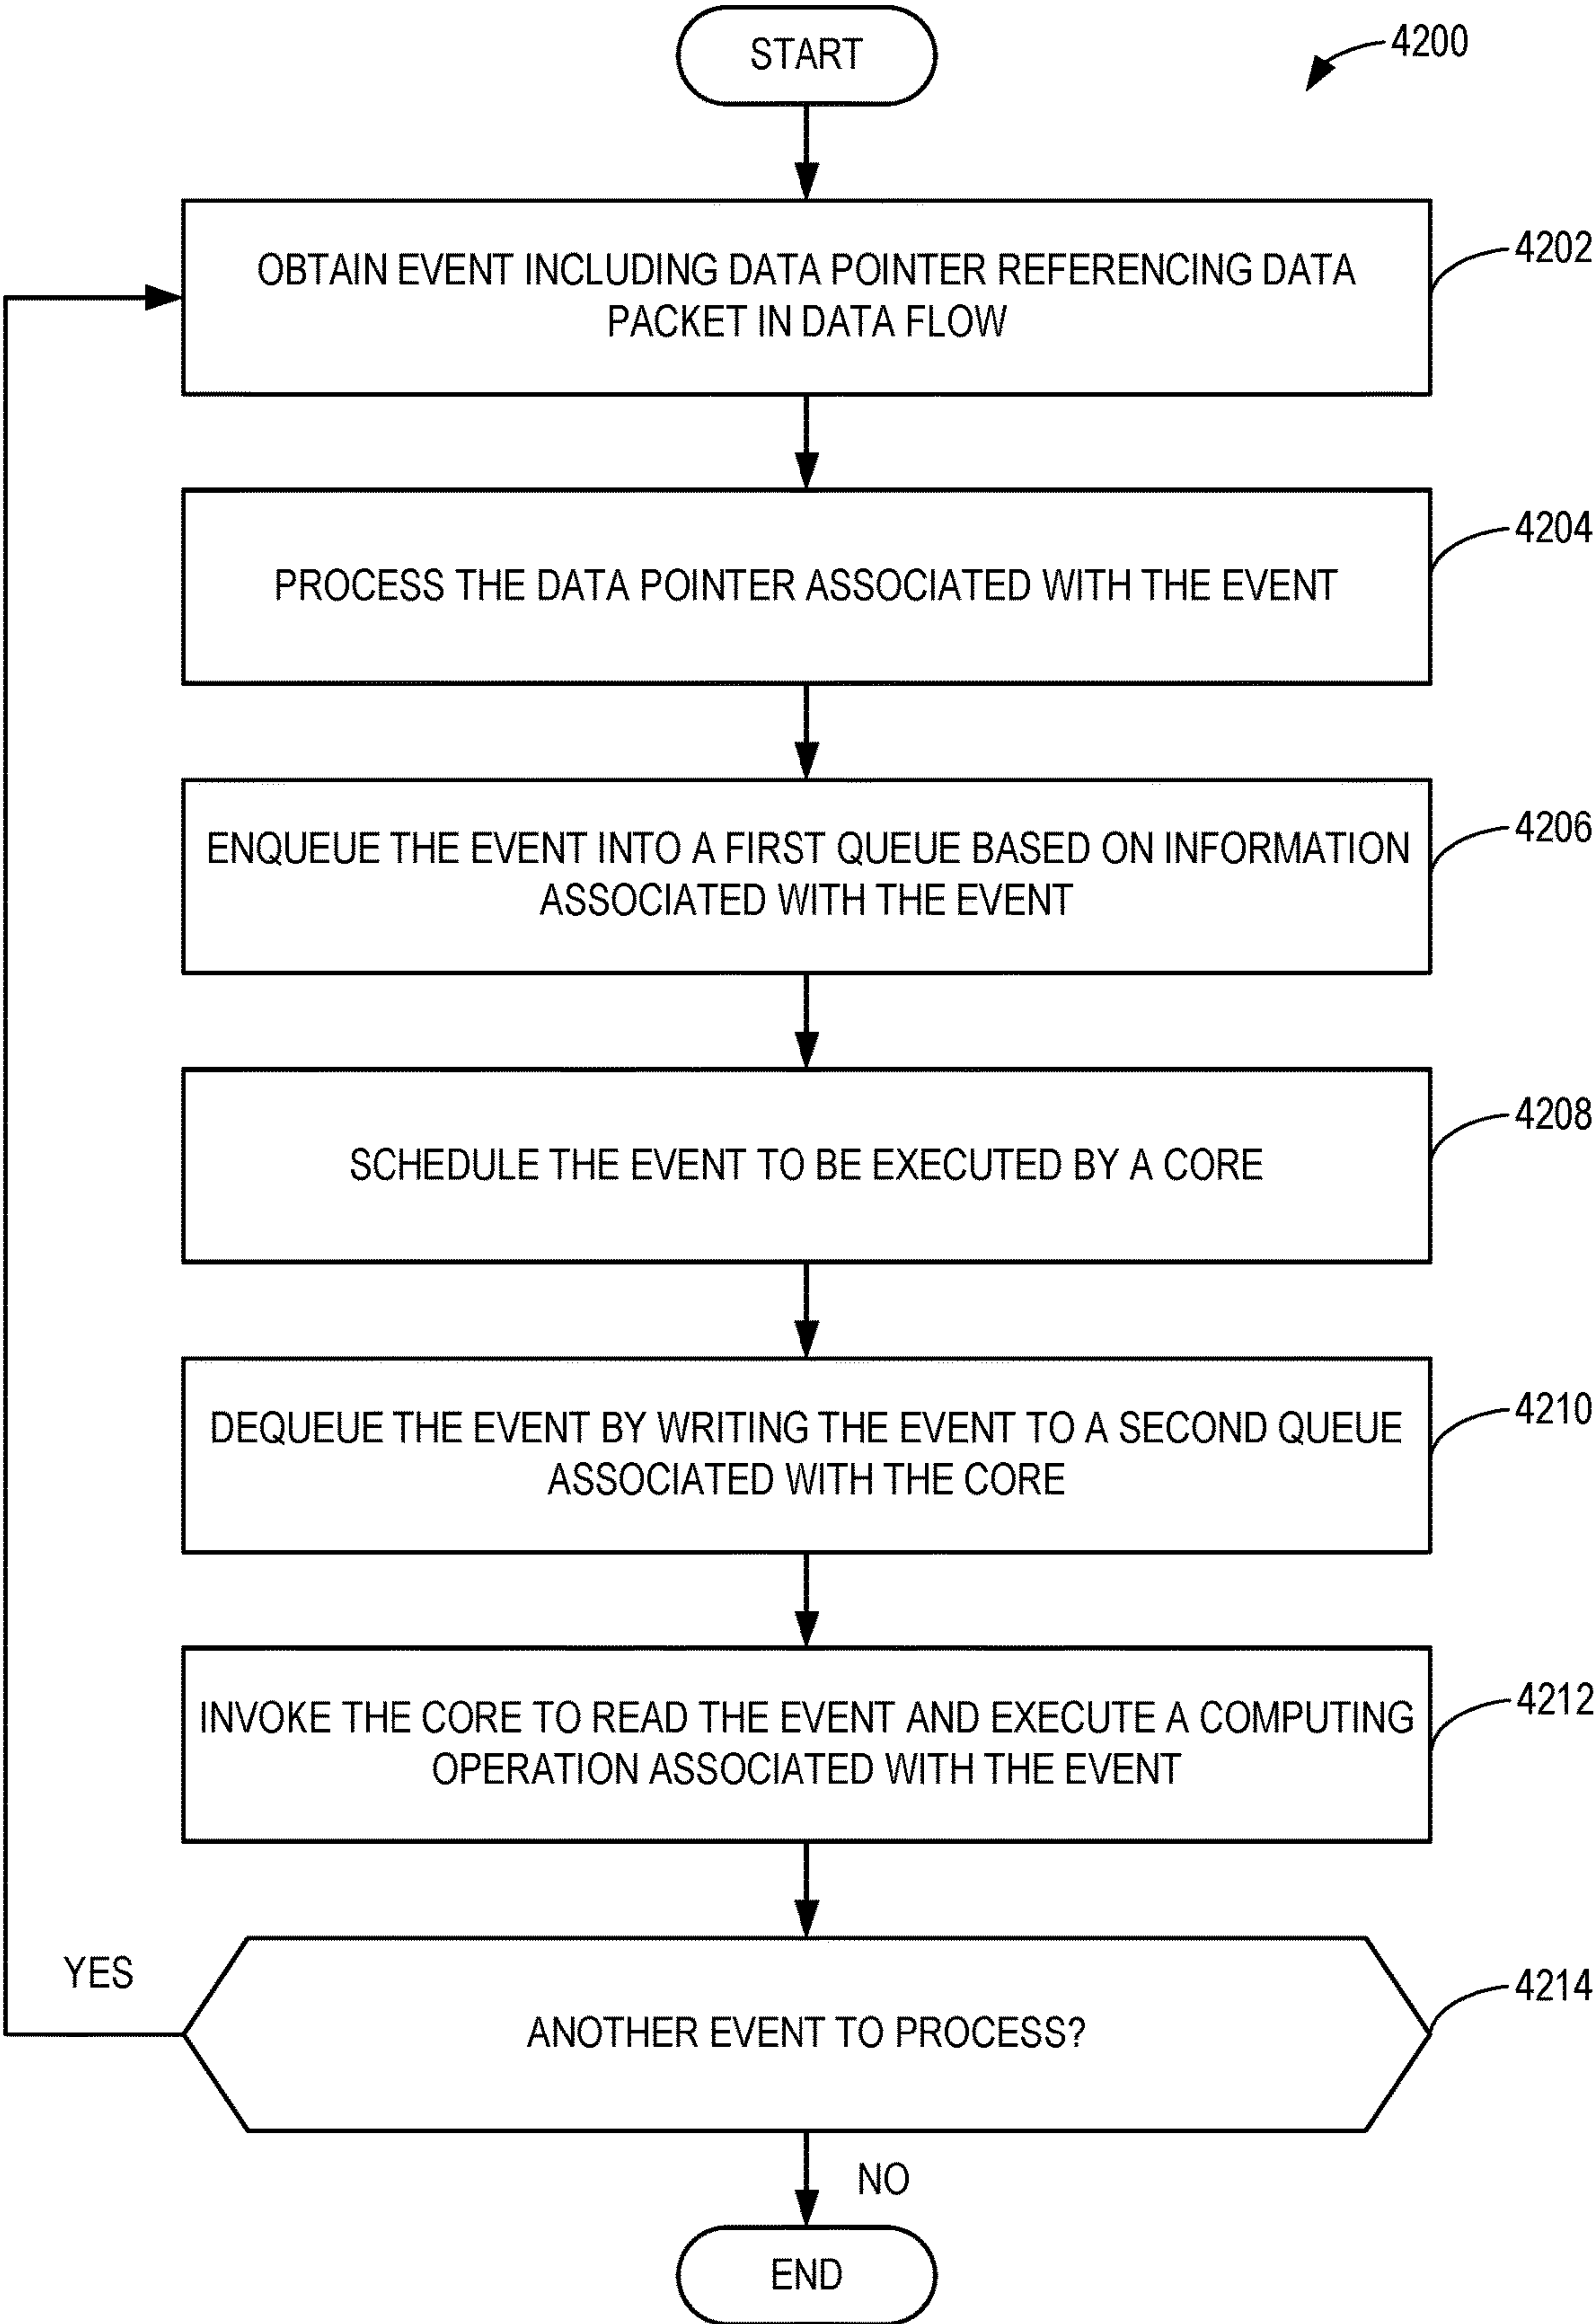 START
4200
OBTAIN EVENT INCLUDING DATA POINTER REFERENCING DATA
PACKET IN DATA FLOW
4202
PROCESS THE DATA POINTER ASSOCIATED WITH THE EVENT
4204
ENQUEUE THE EVENT INTO A FIRST QUEUE BASED ON INFORMATION
ASSOCIATED WITH THE EVENT
4206
SCHEDULE THE EVENT TO BE EXECUTED BY A CORE
4208
DEQUEUE THE EVENT BY WRITING THE EVENT TO A SECOND QUEUE
ASSOCIATED WITH THE CORE
4210
INVOKE THE CORE TO READ THE EVENT AND EXECUTE A COMPUTING
OPERATION ASSOCIATED WITH THE EVENT
4212
YES
ANOTHER EVENT TO PROCESS?
4214
NO
END